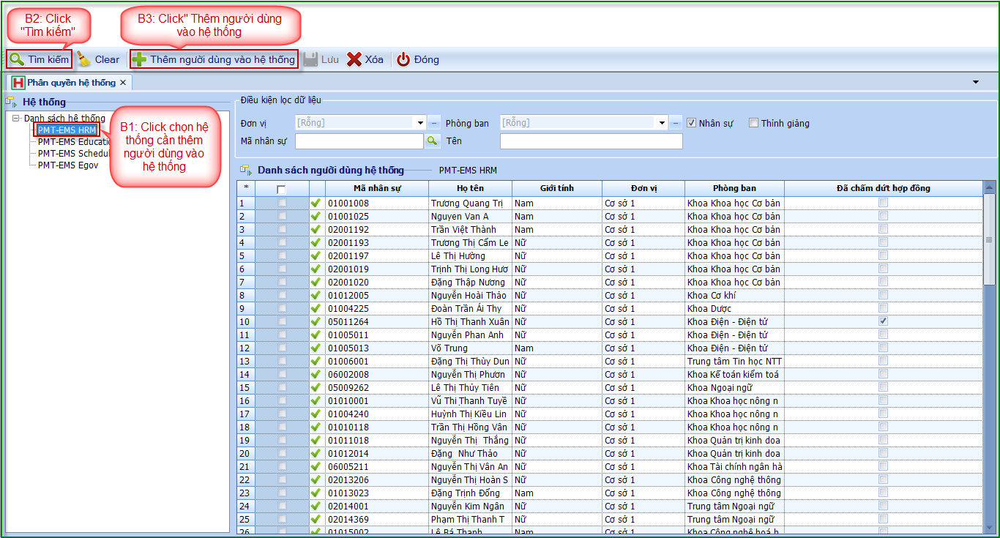 B2: Click
"Tìm kiếm"
B3: Click" Thêm người dùng
vào hệ thống
Tìm kiếm Clear Thêm người dùng vào hệ thống Lưu Xóa Đóng
Phân quyền hệ thống
Hệ thống
Danh sách hệ thống
PMT-EMS HRM
PMT-EMS Educatio
PMT-EMS Schedul
PMT-EMS Egov
B1: Click chọn hệ
thống cần thêm
người dùng vào
hệ thống
Điều kiện lọc dữ liệu
Đơn vị [Rỗng] Phòng ban [Rỗng] Nhân sự Thỉnh giảng
Mã nhân sự Tên
Danh sách người dùng hệ thống PMT-EMS HRM
* Mã nhân sự Họ tên Giới tính Đơn vị Phòng ban Đã chấm dứt hợp đồng
1 01001008 Trương Quang Trị Nam Cơ sở 1 Khoa Khoa học Cơ bản
2 01001025 Nguyen Van A Nam Cơ sở 1 Khoa Khoa học Cơ bản
3 02001192 Trần Việt Thành Nam Cơ sở 1 Khoa Khoa học Cơ bản
4 02001193 Trương Thị Cẩm Le Nữ Cơ sở 1 Khoa Khoa học Cơ bản
5 02001197 Lê Thị Hường Nữ Cơ sở 1 Khoa Khoa học Cơ bản
6 02001019 Trịnh Thị Long Hươ Nữ Cơ sở 1 Khoa Khoa học Cơ bản
7 02001020 Đặng Thập Nương Nữ Cơ sở 1 Khoa Khoa học Cơ bản
8 01012005 Nguyễn Hoài Thảo Nữ Cơ sở 1 Khoa Cơ khí
9 01004225 Đoàn Trần Ái Thy Nữ Cơ sở 1 Khoa Dược
10 05011264 Hồ Thị Thanh Xuân Nữ Cơ sở 1 Khoa Điện - Điện tử
11 01005011 Nguyễn Phan Anh Nữ Cơ sở 1 Khoa Điện - Điện tử
12 01005013 Võ Trung Nam Cơ sở 1 Khoa Điện - Điện tử
13 01006001 Đặng Thị Thùy Dun Nữ Cơ sở 1 Trung tâm Tin học NTT
14 06002008 Nguyễn Thị Phươn Nữ Cơ sở 1 Khoa Kế toán kiểm toá
15 05009262 Lê Thị Thủy Tiên Nữ Cơ sở 1 Khoa Ngoại ngữ
16 01010001 Vũ Thị Thanh Tuyề Nữ Cơ sở 1 Khoa Khoa học nông n
17 01004240 Huỳnh Thị Kiều Lin Nữ Cơ sở 1 Khoa Khoa học nông n
18 01010118 Trần Thị Hồng Vân Nữ Cơ sở 1 Khoa Khoa học nông n
19 01011018 Nguyễn Thị Thắng Nữ Cơ sở 1 Khoa Quản trị kinh doa
20 01012014 Đặng Như Thảo Nữ Cơ sở 1 Khoa Quản trị kinh doa
21 06005211 Nguyễn Thị Vân An Nữ Cơ sở 1 Khoa Tài chính ngân hà
22 02013206 Nguyễn Thị Hoàn S Nữ Cơ sở 1 Khoa Công nghệ thông
23 01013023 Đặng Trịnh Đổng Nam Cơ sở 1 Khoa Công nghệ thông
24 02014001 Nguyễn Kim Ngân Nữ Cơ sở 1 Trung tâm Ngoại ngữ
25 02014369 Phạm Thị Thanh T Nữ Cơ sở 1 Trung tâm Ngoại ngữ
26 01015002 Lê Bá Thanh Nam Cơ sở 1 Khoa Công nghệ hoá h